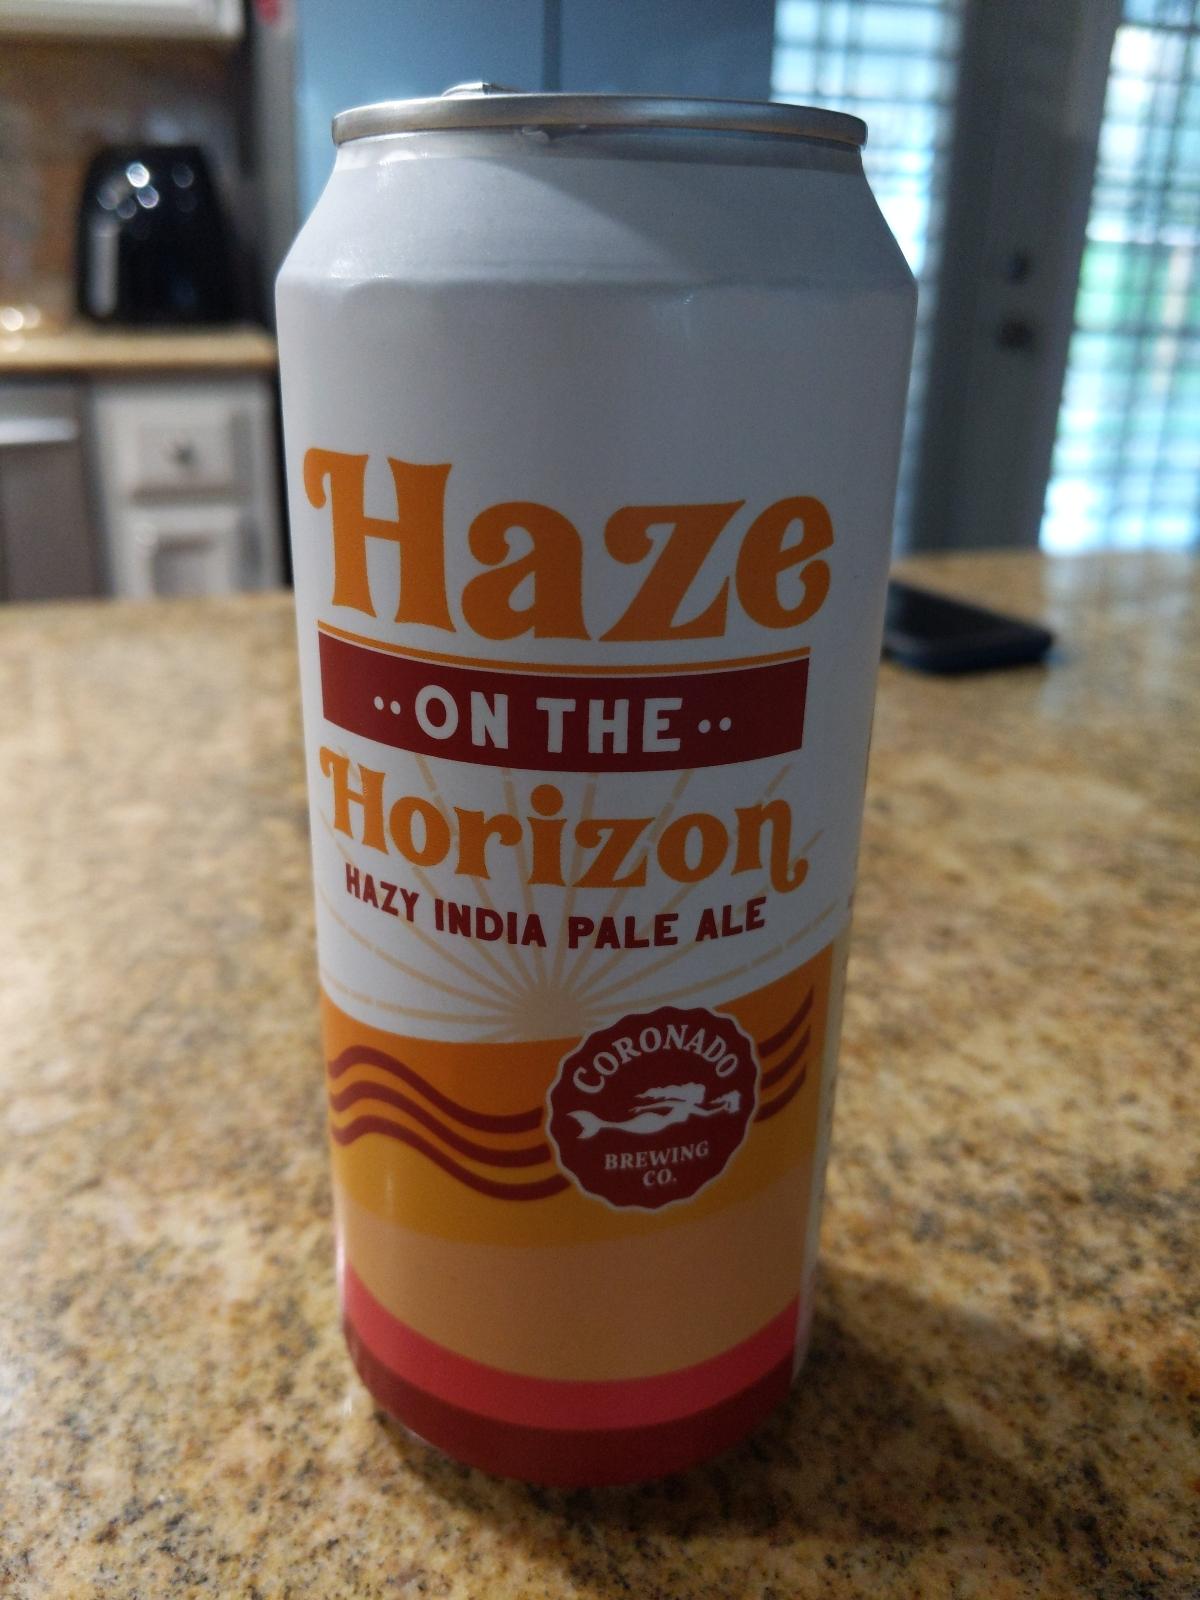 Haze
ON THE
Horizon
HAZY INDIA PALE ALE
CORONADO
BREWING
CO.